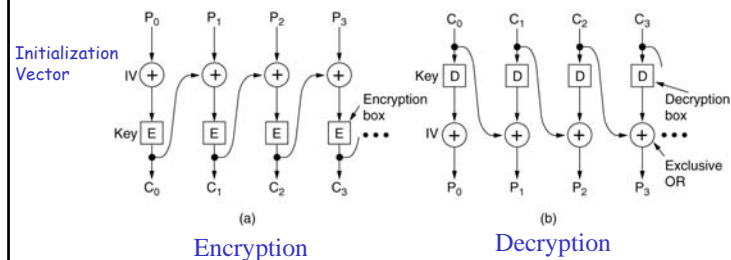 P0 P1 P2 P3
Initialization
Vector
IV + + + +
Encryption
box
Key E E E E •••
C0 C1 C2 C3
(a)
Encryption
C0 C1 C2 C3
Key D D D D
Decryption
box
IV + + + + •••
Exclusive
OR
P0 P1 P2 P3
(b)
Decryption